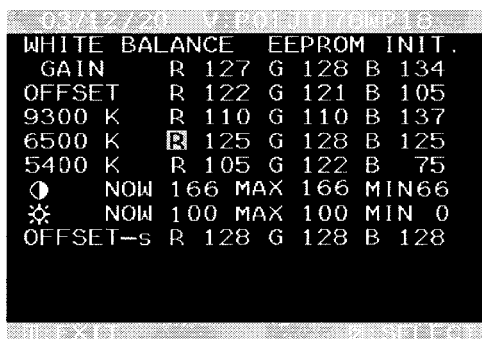 WHITE BALANCE EEPROM INIT.
GAIN R 127 G 128 B 134
OFFSET R 122 G 121 B 105
9300 K R 110 G 110 B 137
6500 K R 125 G 128 B 125
5400 K R 105 G 122 B 75
NOW 166 MAX 166 MIN66
NOW 100 MAX 100 MIN 0
OFFSET-s R 128 G 128 B 128
EXIT SELECT